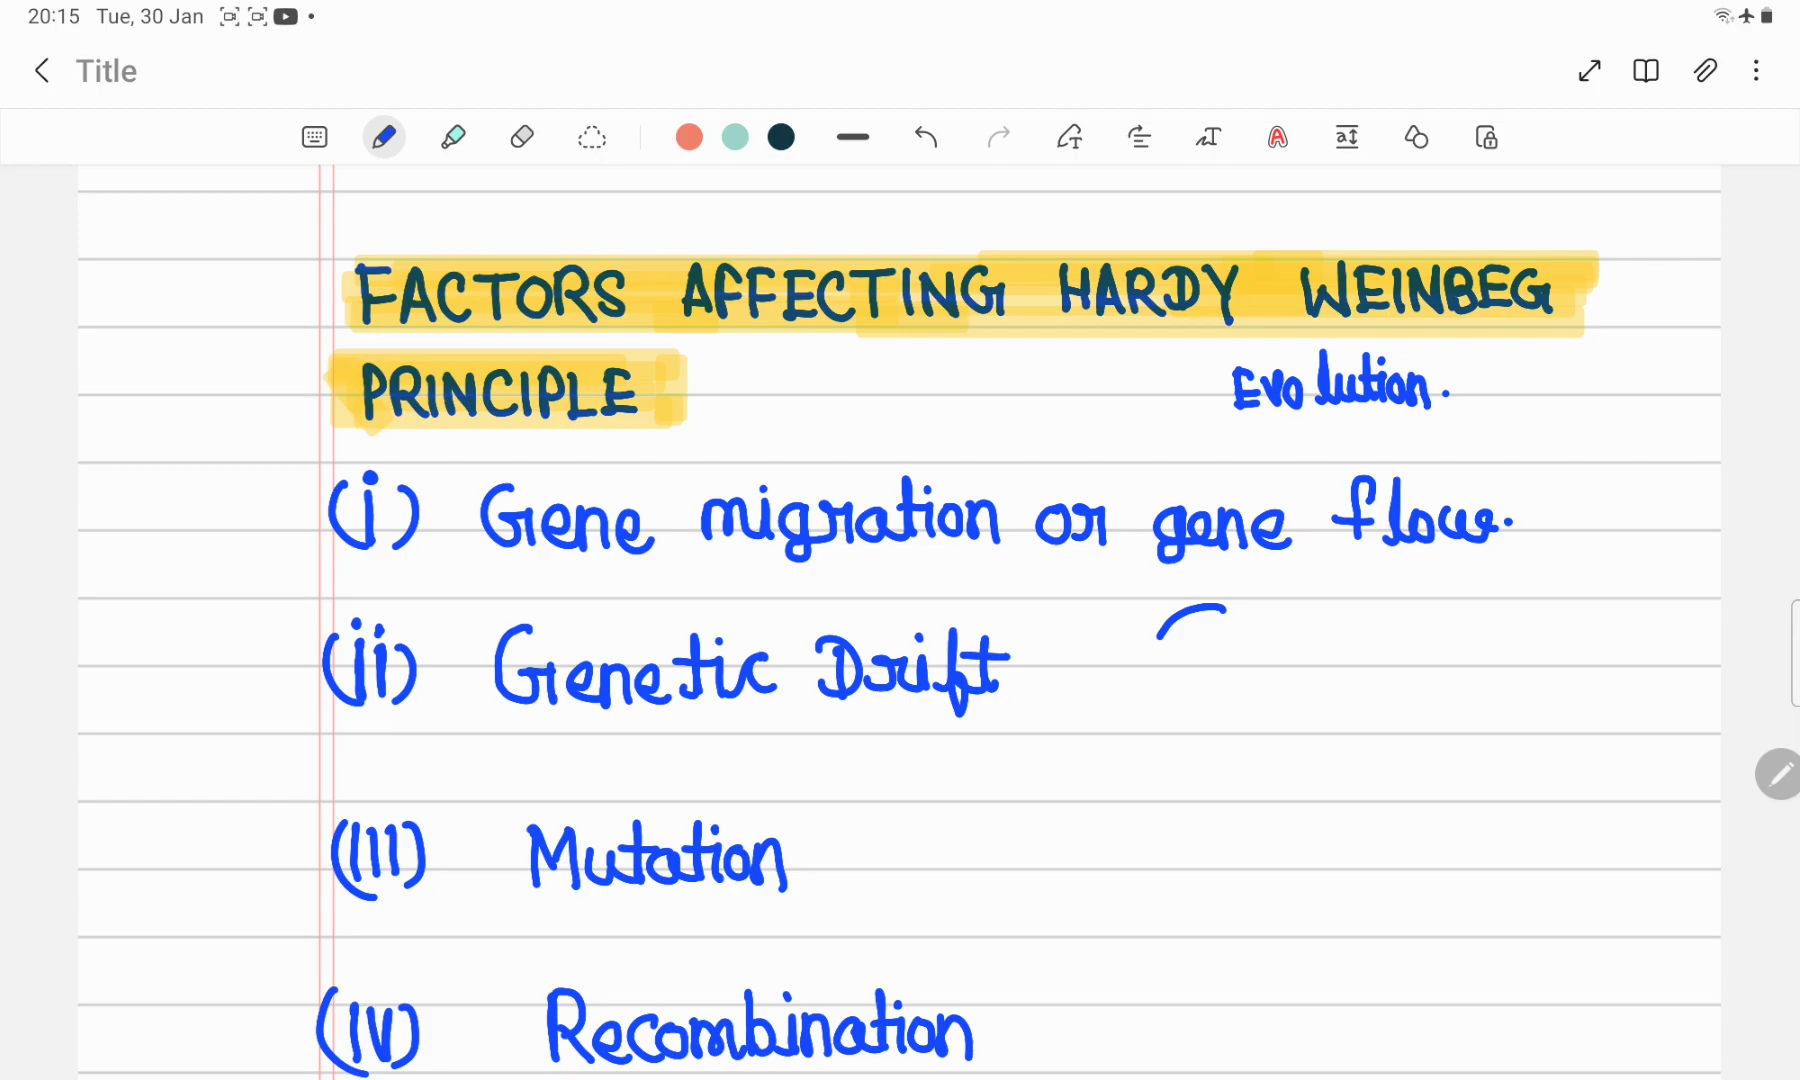 20:15 Tue, 30 Jan
Title
FACTORS AFFECTING HARDY WEINBEG
PRINCIPLE
Evolution.
(i) Gene migration or gene flow.
(ii) Genetic Drift
(III) Mutation
(IV) Recombination